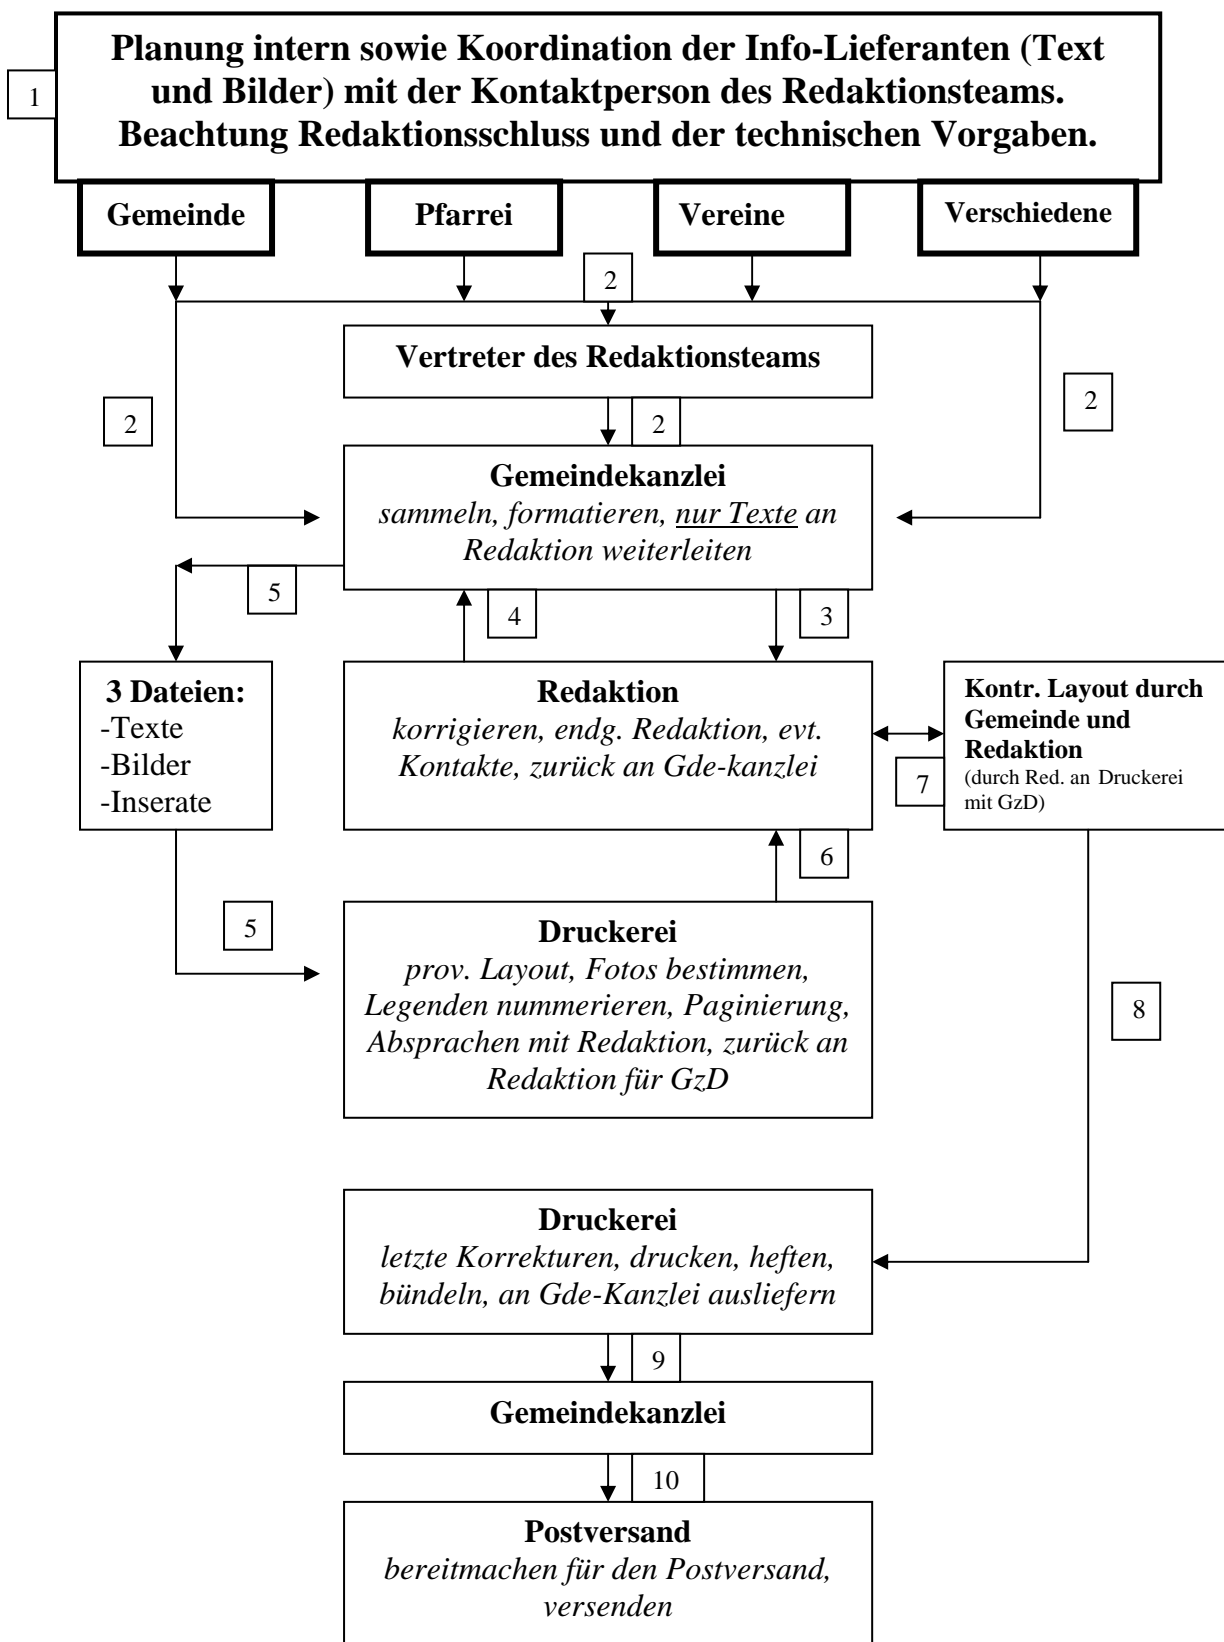 Planung intern sowie Koordination der Info-Lieferanten (Text
und Bilder) mit der Kontaktperson des Redaktionsteams.
Beachtung Redaktionsschluss und der technischen Vorgaben.
1
Gemeinde
Pfarrei
Vereine
Verschiedene
2
Vertreter des Redaktionsteams
2
2
2
Gemeindekanzlei
sammeln, formatieren, nur Texte an
Redaktion weiterleiten
5
4
3
3 Dateien:
-Texte
-Bilder
-Inserate
Redaktion
korrigieren, endg. Redaktion, evt.
Kontakte, zurück an Gde-kanzlei
Kontr. Layout durch
Gemeinde und
Redaktion
(durch Red. an Druckerei
mit GzD)
7
6
5
Druckerei
prov. Layout, Fotos bestimmen,
Legenden nummerieren, Paginierung,
Absprachen mit Redaktion, zurück an
Redaktion für GzD
8
Druckerei
letzte Korrekturen, drucken, heften,
bündeln, an Gde-Kanzlei ausliefern
9
Gemeindekanzlei
10
Postversand
bereitmachen für den Postversand,
versenden